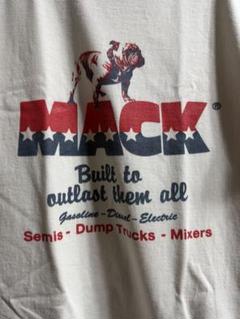 MACK®
Built to
outlast them all
Gasoline - Diesel - Electric
Semis - Dump Trucks - Mixers